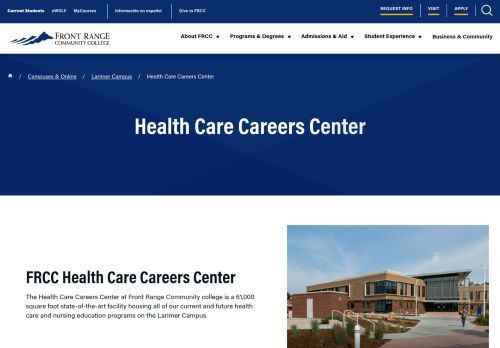 Current Students eWOLF MyCourses Información en español Give to FRCC REQUEST INFO VISIT APPLY
FRONT RANGE
COMMUNITY COLLEGE
About FRCC Programs & Degrees Admissions & Aid Student Experience Business & Community
/ Campuses & Online / Larimer Campus / Health Care Careers Center
Health Care Careers Center
FRCC Health Care Careers Center
The Health Care Careers Center at Front Range Community college is a 61,000
square foot state-of-the-art facility housing all of our current and future health
care and nursing education programs on the Larimer Campus.